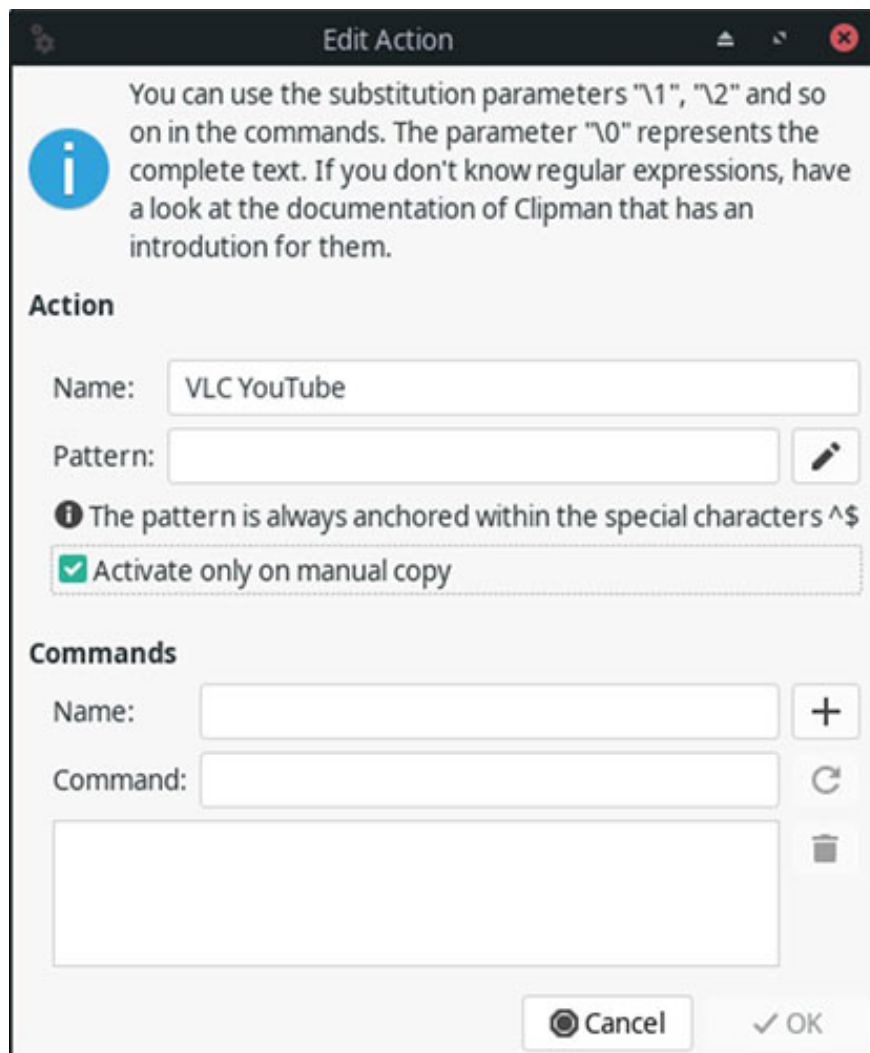 Edit Action
You can use the substitution parameters "\1", "\2" and so
on in the commands. The parameter "\0" represents the
complete text. If you don't know regular expressions, have
a look at the documentation of Clipman that has an
introdution for them.
Action
Name: VLC YouTube
Pattern:
The pattern is always anchored within the special characters ^$
Activate only on manual copy
Commands
Name:
Command:
Cancel OK